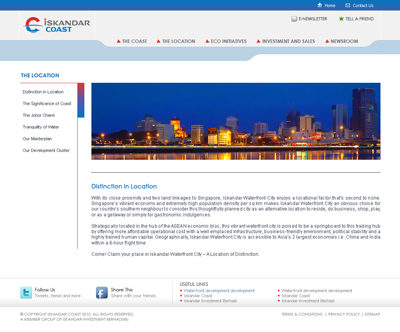 Home
Contact Us
ISKANDAR
COAST
E-NEWSLETTER
TELL A FRIEND
THE COAST
THE LOCATION
ECO INITIATIVES
INVESTMENT AND SALES
NEWSROOM
THE LOCATION
Distinction in Location
The Significance of Coast
The Johor Charm
Tranquility of Water
Our Masterplan
Our Development Cluster
Distinction in Location
With its close proximity and two land linkages to Singapore, Iskandar Waterfront City enjoys a locational factor that's second to none.
Singapore's vibrant economy and extremely high population density per sq km makes Iskandar Waterfront City an obvious choice for
our country's southern neighbour to consider this thoughtfully planned city as an alternative location to reside, do business, shop, play,
or as a getaway or simply for gastronomic indulgences.
Strategically located in the hub of the ASEAN economic bloc, this vibrant waterfront city is poised to be a springboard to this trading hub
by offering more affordable operational cost with a well emplaced infrastructure, business-friendly environment, political stability and a
highly trained human capital. Geographically, Iskandar Waterfront City is accessible to Asia's 2 largest economies i.e. China and India
within a 6-hour flight time.
Come! Claim your place in Iskandar Waterfront City – A Location of Distinction.
Follow Us
Tweets, feeds and more
Share This
Share with your friends
USEFUL LINKS
Waterfront development development
Iskandar Coast
Iskandar Investment Berhad
Waterfront development development
Iskandar Coast
Iskandar Investment Berhad
© COPYRIGHT ISKANDAR COAST 2010. ALL RIGHTS RESERVED.
A MEMBER GROUP OF ISKANDAR INVESTMENT BERHAD(IIB)
TERMS & CONDITIONS | PRIVACY POLICY | SITEMAP